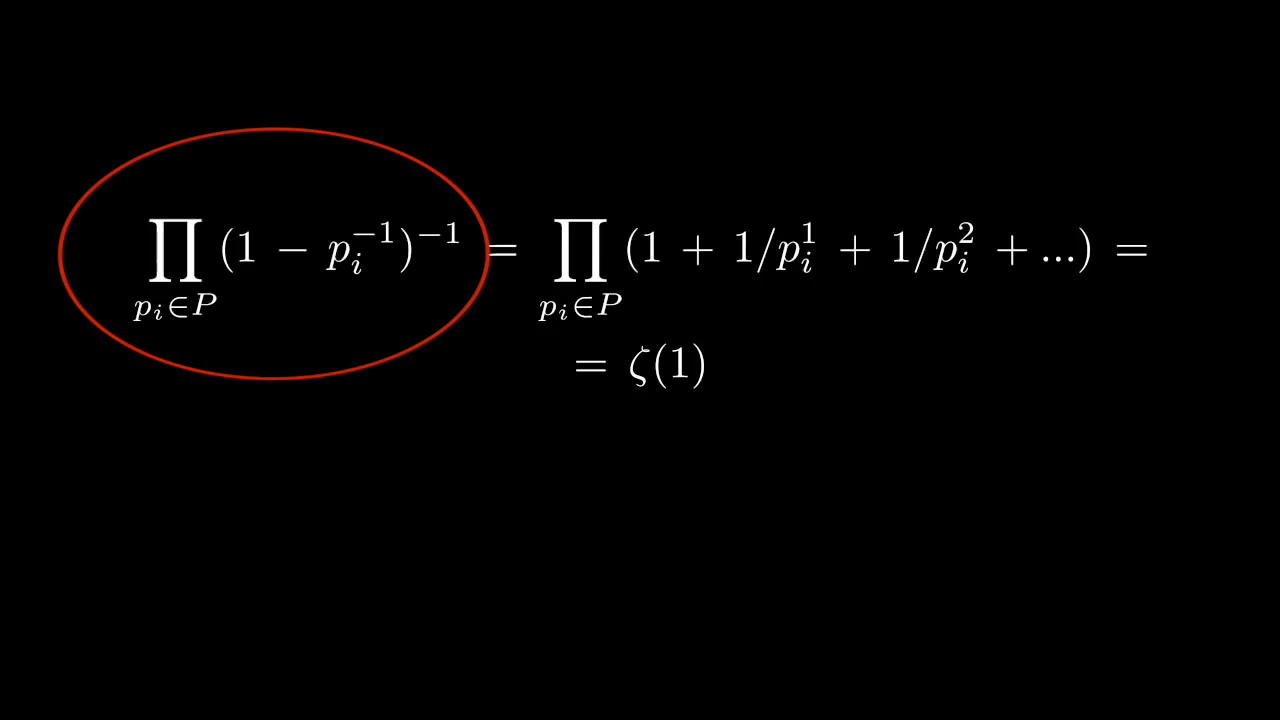 ∏_{p_i∈P} (1 − p_i^{−1})^{−1} = ∏_{p_i∈P} (1 + 1/p_i^1 + 1/p_i^2 + ...) =
= ζ(1)